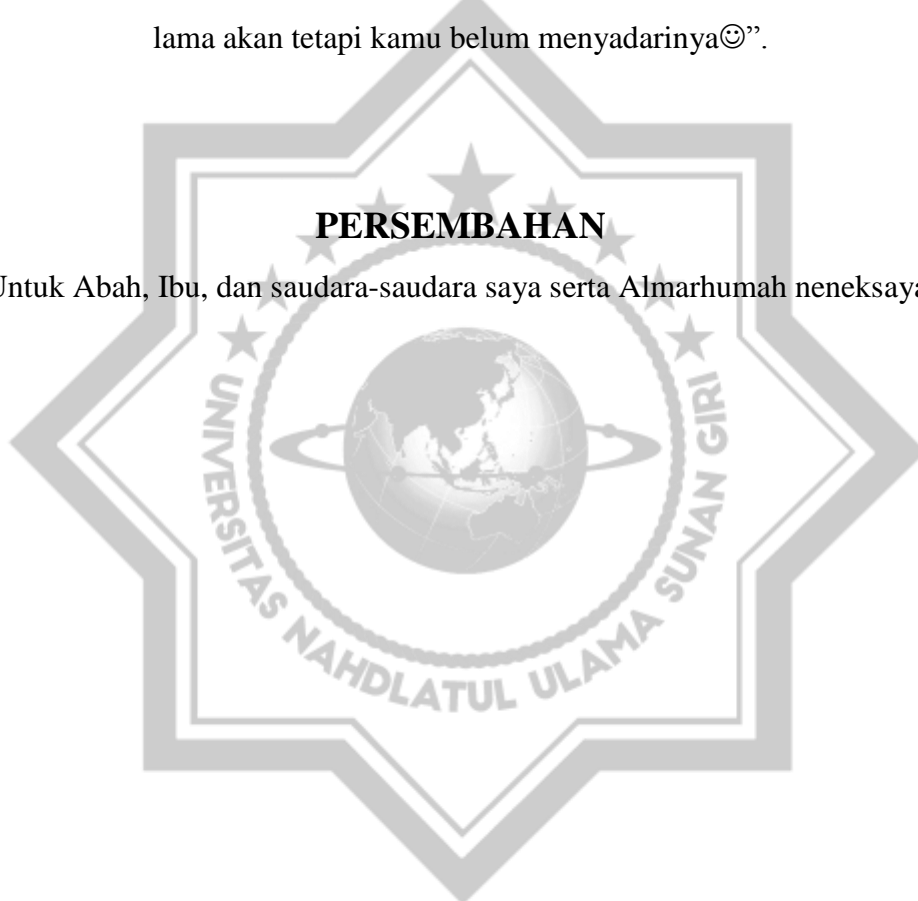 lama akan tetapi kamu belum menyadarinya☺”.
PERSEMBAHAN
Untuk Abah, Ibu, dan saudara-saudara saya serta Almarhumah neneksaya
UNIVERSITAS NAHDLATUL ULAMA SUNAN GIRI